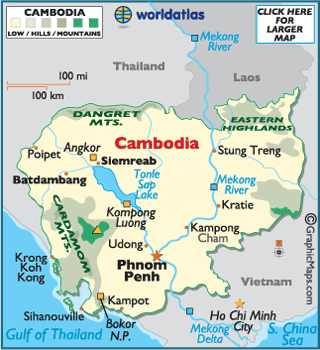 CAMBODIA
LOW / HILLS / MOUNTAINS
worldatlas
CLICK HERE
FOR
LARGER
MAP
Mekong
River
100 mi
100 km
Thailand
Laos
DANGRET
MTS.
EASTERN
HIGHLANDS
Cambodia
Angkor
Poipet
Siemreab
Stung Treng
Batdambang
Tonle
Sap
Lake
Mekong
River
Kratie
Kompong
Luong
CARDAMOM
MTS.
Kampong
Cham
Udong
Krong
Koh
Kong
Phnom
Penh
Vietnam
Kampot
Sihanouville
Bokor
N.P.
Ho Chi Minh
City
Gulf of Thailand
Mekong
Delta
S. China
Sea
©GraphicMaps.com